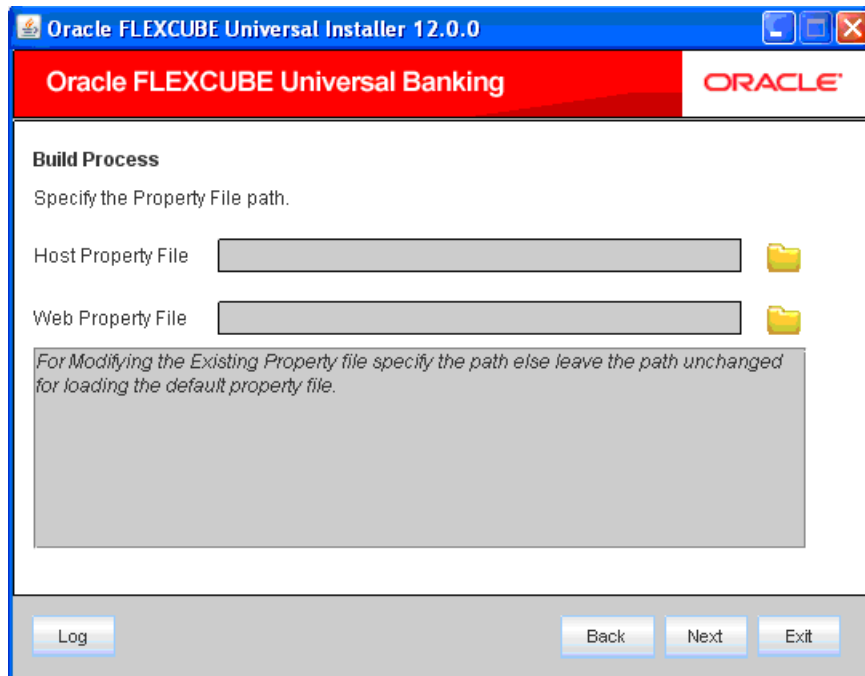 Oracle FLEXCUBE Universal Installer 12.0.0
Oracle FLEXCUBE Universal Banking
ORACLE
Build Process
Specify the Property File path.
Host Property File
Web Property File
For Modifying the Existing Property file specify the path else leave the path unchanged
for loading the default property file.
Log
Back
Next
Exit